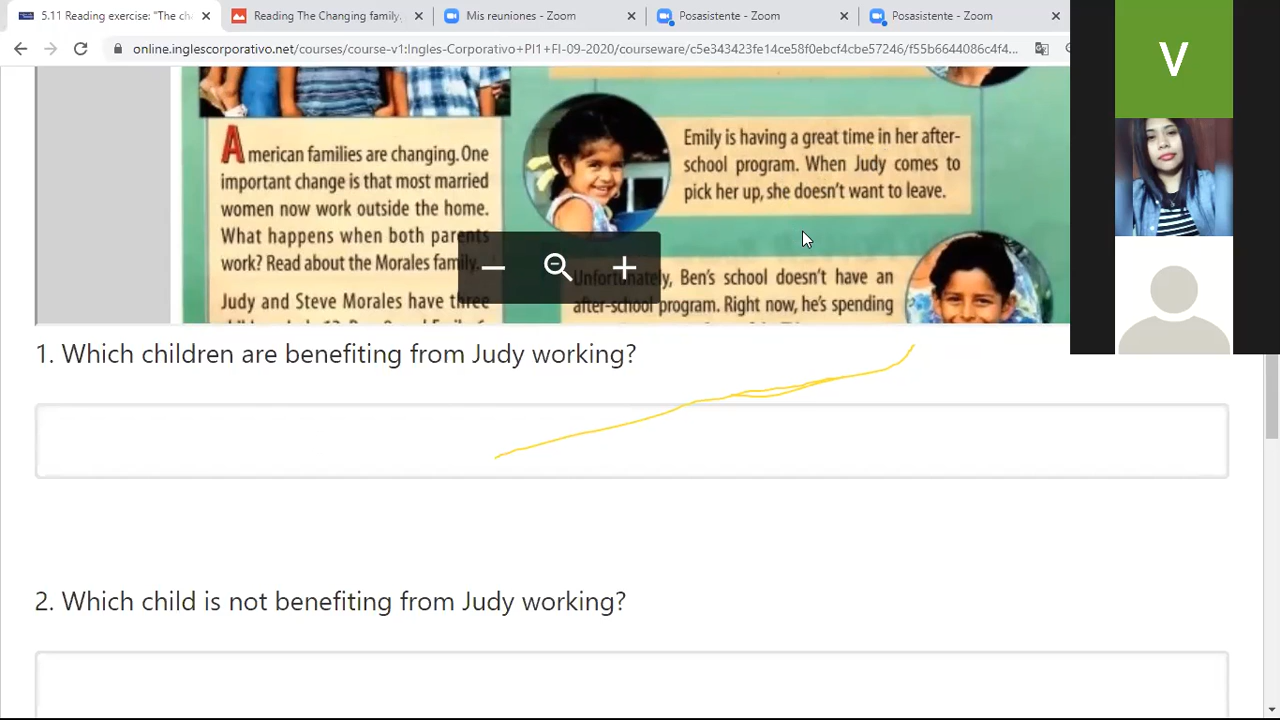 5.11 Reading exercise: "The ch
Reading The Changing family.
Mis reuniones - Zoom
Posasistente - Zoom
Posasistente - Zoom
online.inglescorporativo.net/courses/course-v1:Ingles-Corporativo+PI1+FI-09-2020/courseware/c5e343423fe14ce58f0ebcf4cbe57246/f55b6644086c4f4...
V
American families are changing. One
important change is that most married
women now work outside the home.
What happens when both parents
work? Read about the Morales family.
Judy and Steve Morales have three
Emily is having a great time in her after-
school program. When Judy comes to
pick her up, she doesn't want to leave.
Unfortunately, Ben's school doesn't have an
after-school program. Right now, he's spending
1. Which children are benefiting from Judy working?
2. Which child is not benefiting from Judy working?